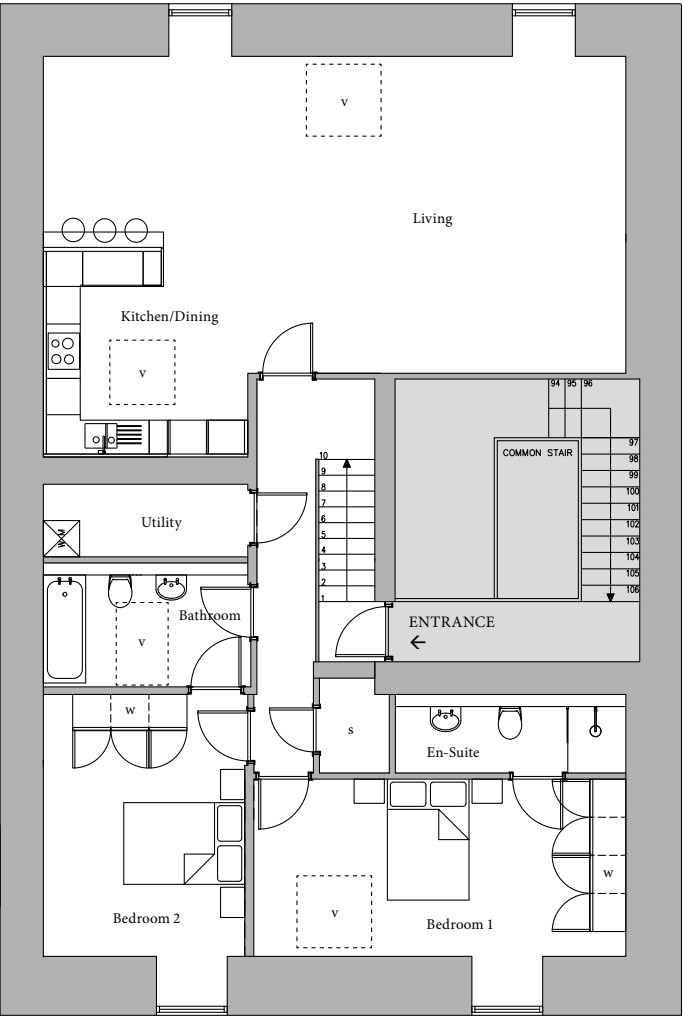 v
Living
Kitchen/Dining
v
94 95 96
COMMON STAIR
97
98
99
100
101
102
103
104
105
106
10
9
8
7
6
5
4
3
2
1
Utility
W.M
Bathroom
v
ENTRANCE
←
w
s
En-Suite
w
v
Bedroom 2
Bedroom 1